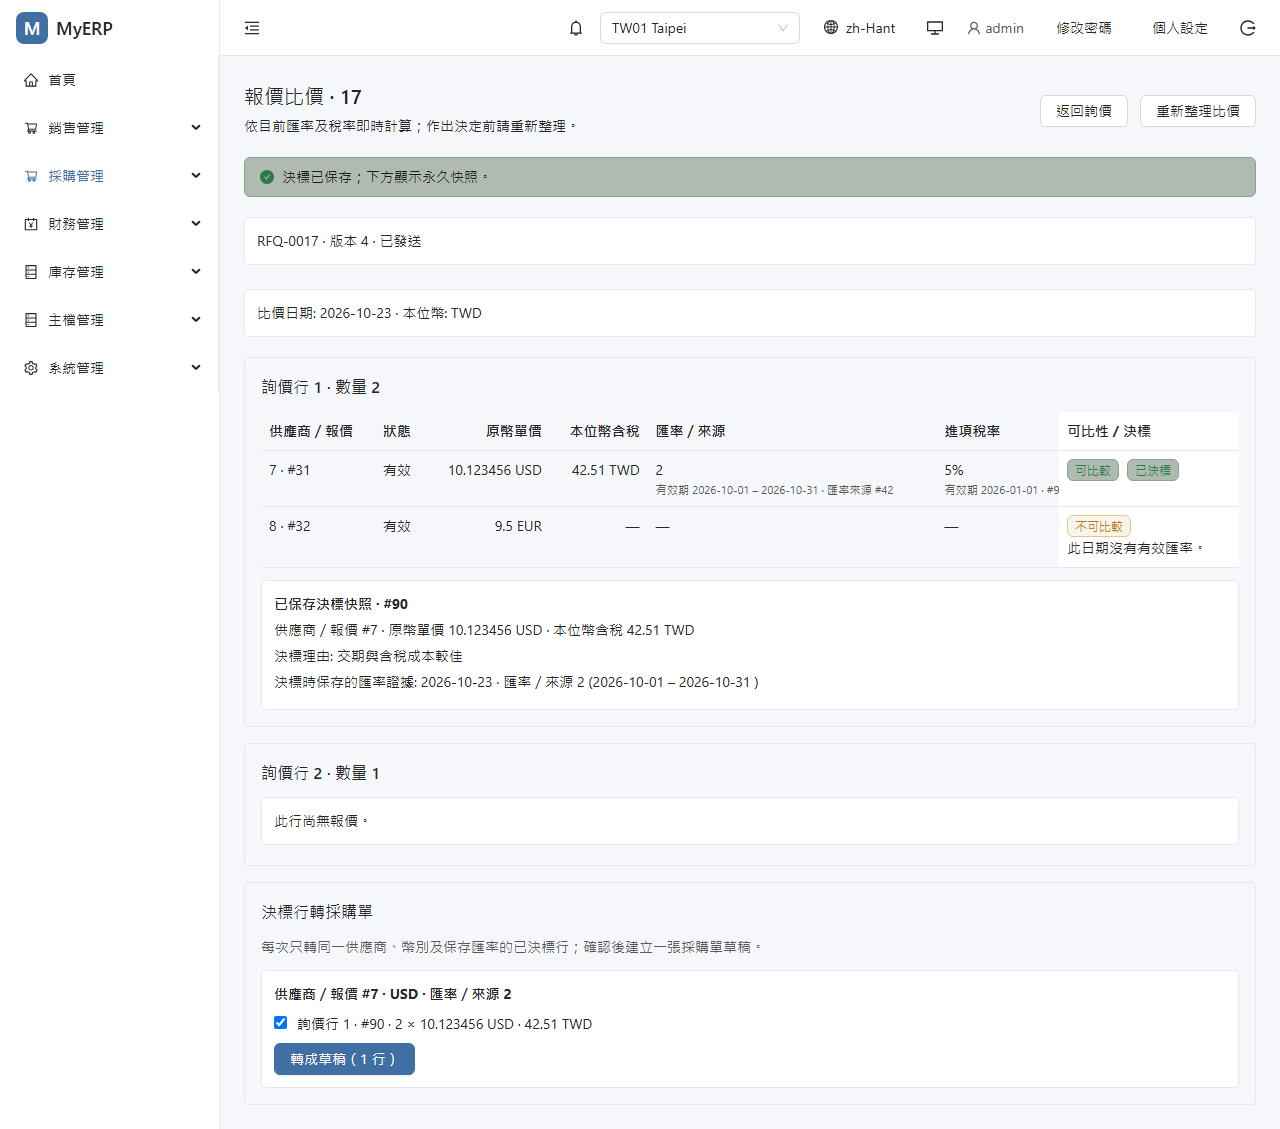 M MyERP
TW01 Taipei
zh-Hant
admin
修改密碼
個人設定
首頁
銷售管理
採購管理
財務管理
庫存管理
主檔管理
系統管理
報價比價 · 17
依目前匯率及稅率即時計算；作出決定前請重新整理。
返回詢價
重新整理比價
決標已保存；下方顯示永久快照。
RFQ-0017 · 版本 4 · 已發送
比價日期: 2026-10-23 · 本位幣: TWD
詢價行 1 · 數量 2
供應商 / 報價 狀態 原幣單價 本位幣含稅 匯率 / 來源 進項稅率 可比性 / 決標
7 · #31 有效 10.123456 USD 42.51 TWD 2 5% 可比較 已決標
有效期 2026-10-01 – 2026-10-31 · 匯率來源 #42 有效期 2026-01-01 · #9
8 · #32 有效 9.5 EUR — — — 不可比較
此日期沒有有效匯率。
已保存決標快照 · #90
供應商 / 報價 #7 · 原幣單價 10.123456 USD · 本位幣含稅 42.51 TWD
決標理由: 交期與含稅成本較佳
決標時保存的匯率證據: 2026-10-23 · 匯率 / 來源 2 (2026-10-01 – 2026-10-31 )
詢價行 2 · 數量 1
此行尚無報價。
決標行轉採購單
每次只轉同一供應商、幣別及保存匯率的已決標行；確認後建立一張採購單草稿。
供應商 / 報價 #7 · USD · 匯率 / 來源 2
詢價行 1 · #90 · 2 × 10.123456 USD · 42.51 TWD
轉成草稿（1 行）